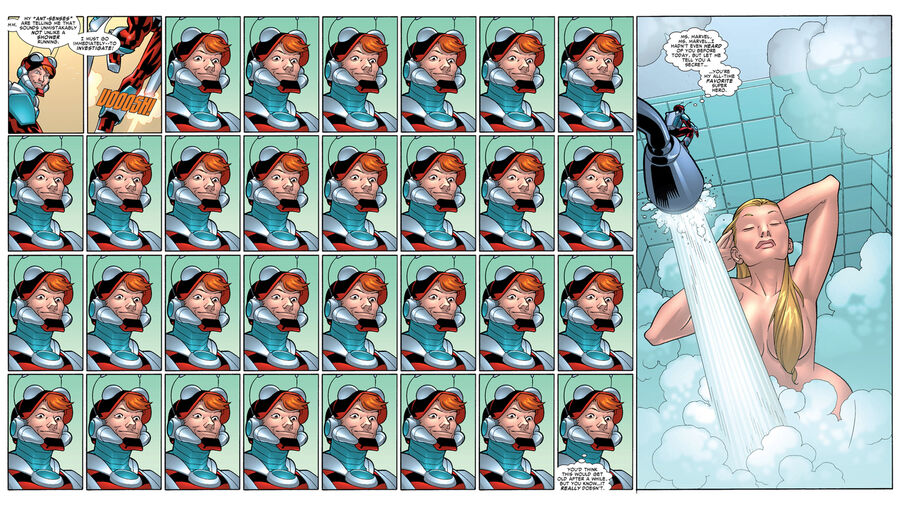 HM.
MY "ANT-SENSES"
ARE TELLING ME THAT
SOUNDS UNMISTAKABLY
NOT UNLIKE A
SHOWER
RUNNING.
I MUST GO
IMMEDIATELY--TO
INVESTIGATE!
VOOOSH!
YOU'D THINK
THIS WOULD GET
OLD AFTER A WHILE.
BUT YOU KNOW...IT
REALLY DOESN'T.
MS. MARVEL,
MS. MARVEL...I
HADN'T EVEN HEARD
OF YOU BEFORE
TODAY. BUT LET ME
TELL YOU A
SECRET...
...YOU'RE
MY ALL-TIME
FAVORITE
SUPER
HERO.